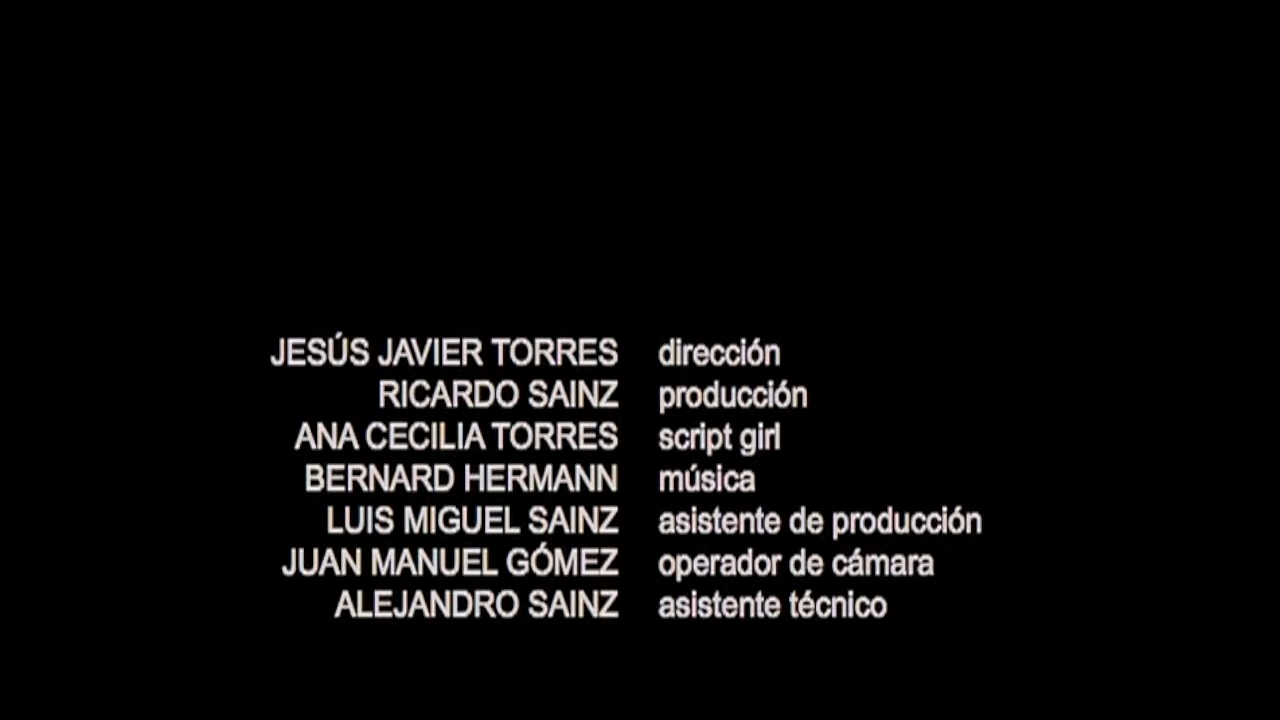 JESÚS JAVIER TORRES dirección
RICARDO SAINZ producción
ANA CECILIA TORRES script girl
BERNARD HERMANN música
LUIS MIGUEL SAINZ asistente de producción
JUAN MANUEL GÓMEZ operador de cámara
ALEJANDRO SAINZ asistente técnico